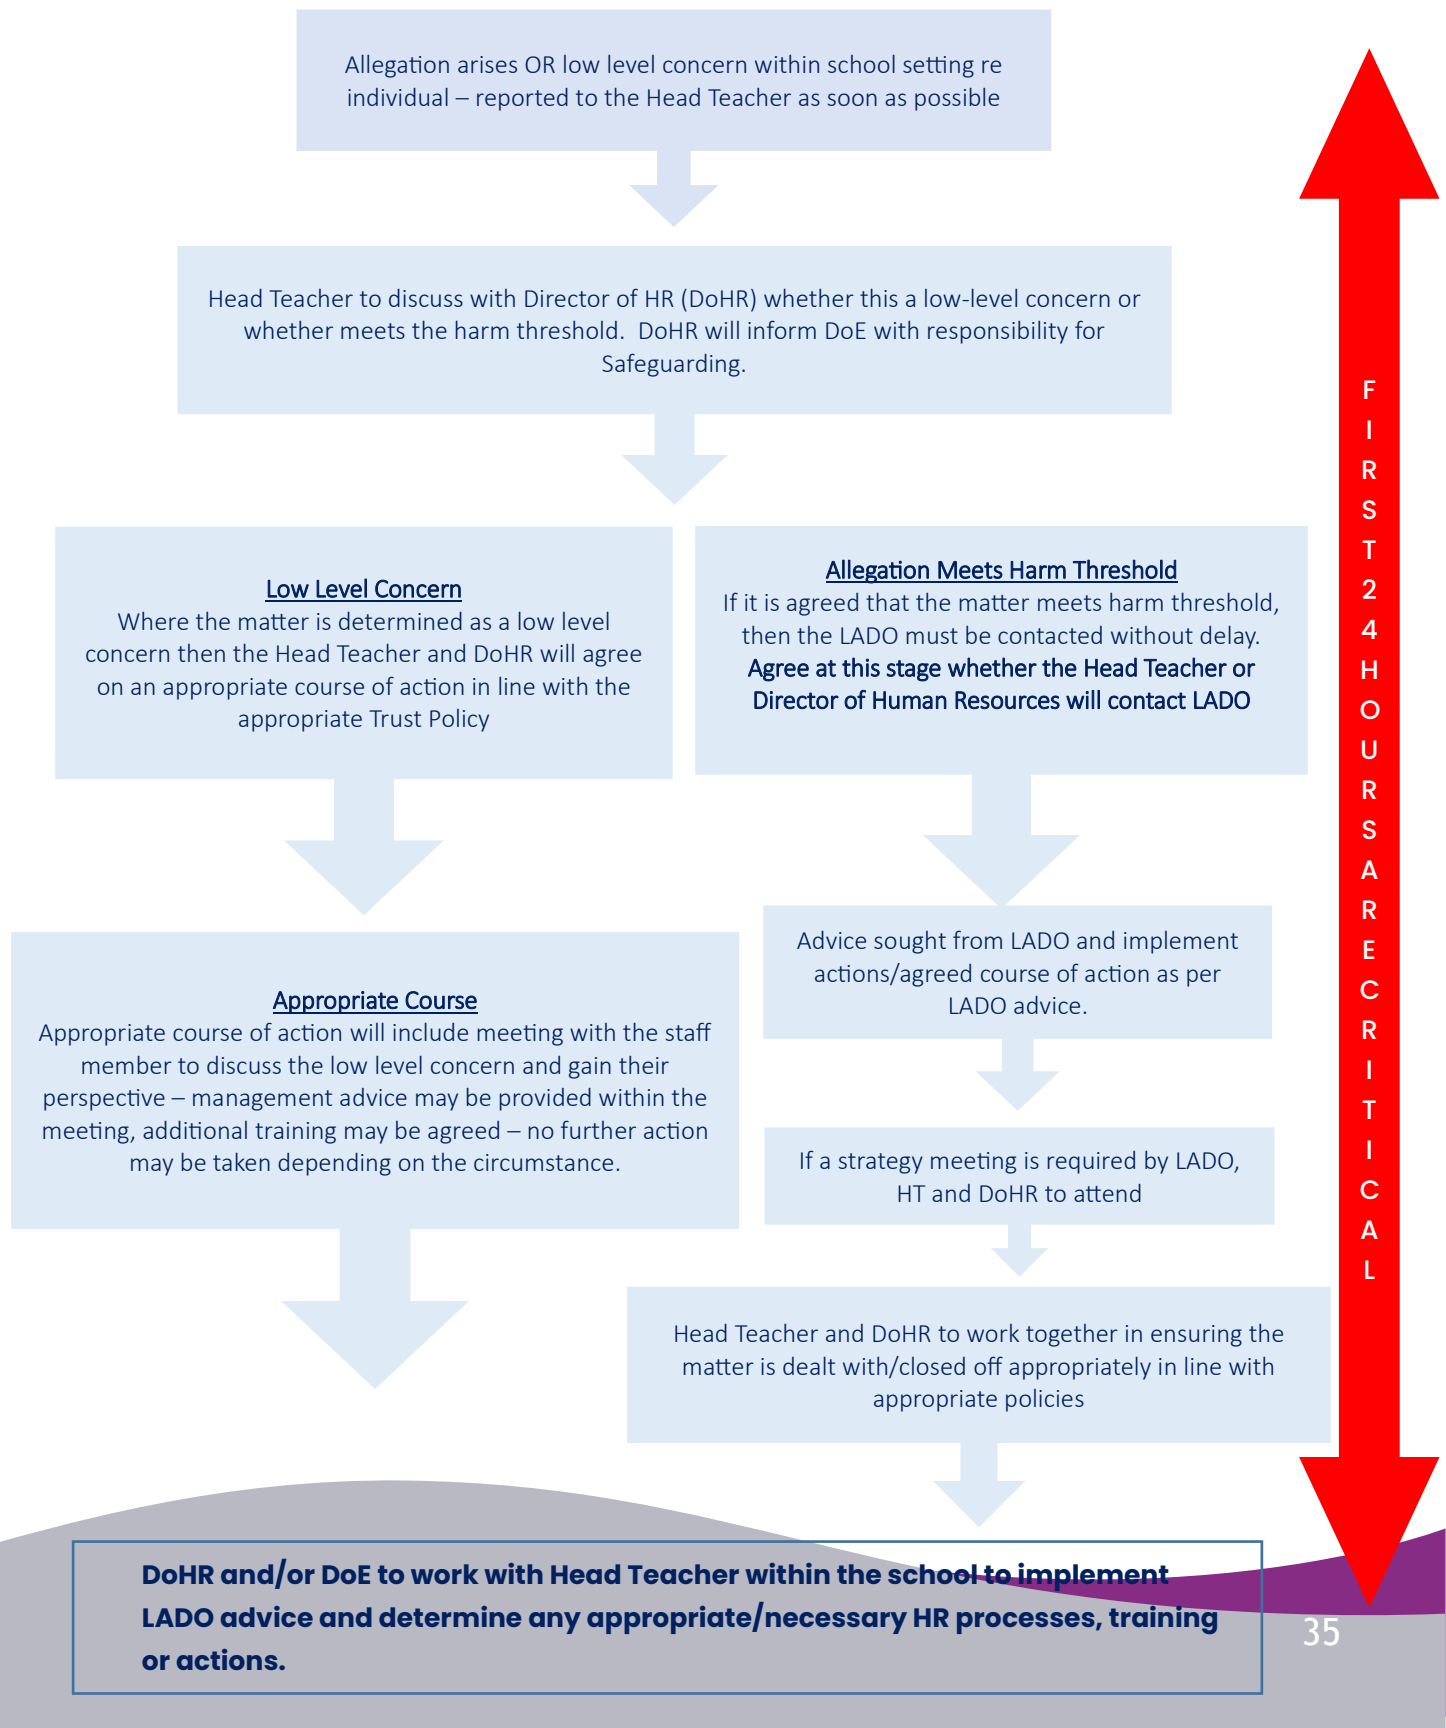 Allegation arises OR low level concern within school setting re
individual – reported to the Head Teacher as soon as possible
Head Teacher to discuss with Director of HR (DoHR) whether this a low-level concern or
whether meets the harm threshold.  DoHR will inform DoE with responsibility for
Safeguarding.
Low Level Concern
Where the matter is determined as a low level
concern then the Head Teacher and DoHR will agree
on an appropriate course of action in line with the
appropriate Trust Policy
Allegation Meets Harm Threshold
If it is agreed that the matter meets harm threshold,
then the LADO must be contacted without delay.
Agree at this stage whether the Head Teacher or
Director of Human Resources will contact LADO
Appropriate Course
Appropriate course of action will include meeting with the staff
member to discuss the low level concern and gain their
perspective – management advice may be provided within the
meeting, additional training may be agreed – no further action
may be taken depending on the circumstance.
Advice sought from LADO and implement
actions/agreed course of action as per
LADO advice.
If a strategy meeting is required by LADO,
HT and DoHR to attend
Head Teacher and DoHR to work together in ensuring the
matter is dealt with/closed off appropriately in line with
appropriate policies
DoHR and/or DoE to work with Head Teacher within the school to implement
LADO advice and determine any appropriate/necessary HR processes, training
or actions.
F
I
R
S
T
2
4
H
O
U
R
S
A
R
E
C
R
I
T
I
C
A
L
35